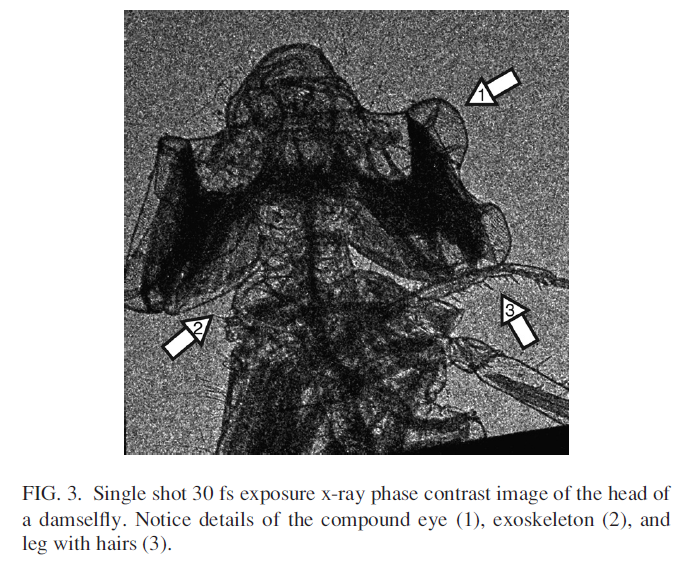 1
2
3
FIG. 3. Single shot 30 fs exposure x-ray phase contrast image of the head of
a damselfly. Notice details of the compound eye (1), exoskeleton (2), and
leg with hairs (3).